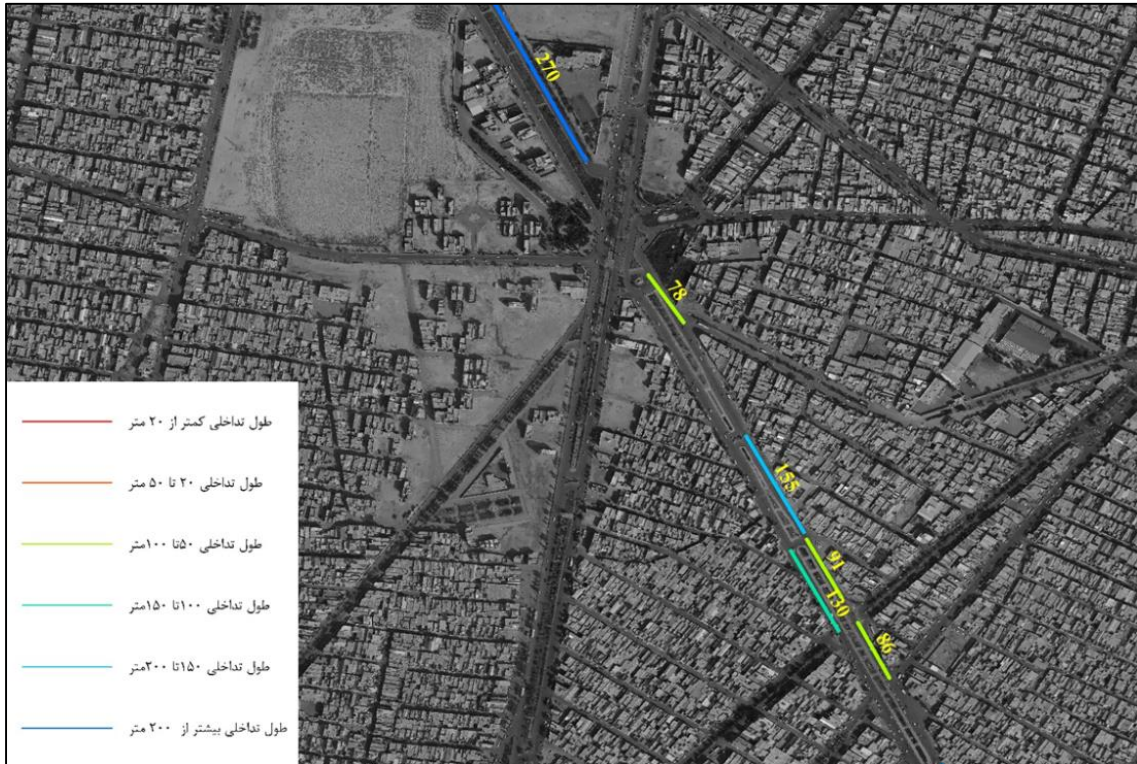 270
78
155
91
130
86
طول تداخلی کمتر از ۲۰ متر
طول تداخلی ۲۰ تا ۵۰ متر
طول تداخلی ۵۰تا ۱۰۰متر
طول تداخلی ۱۰۰تا ۱۵۰متر
طول تداخلی ۱۵۰تا ۲۰۰متر
طول تداخلی بیشتر از ۲۰۰ متر